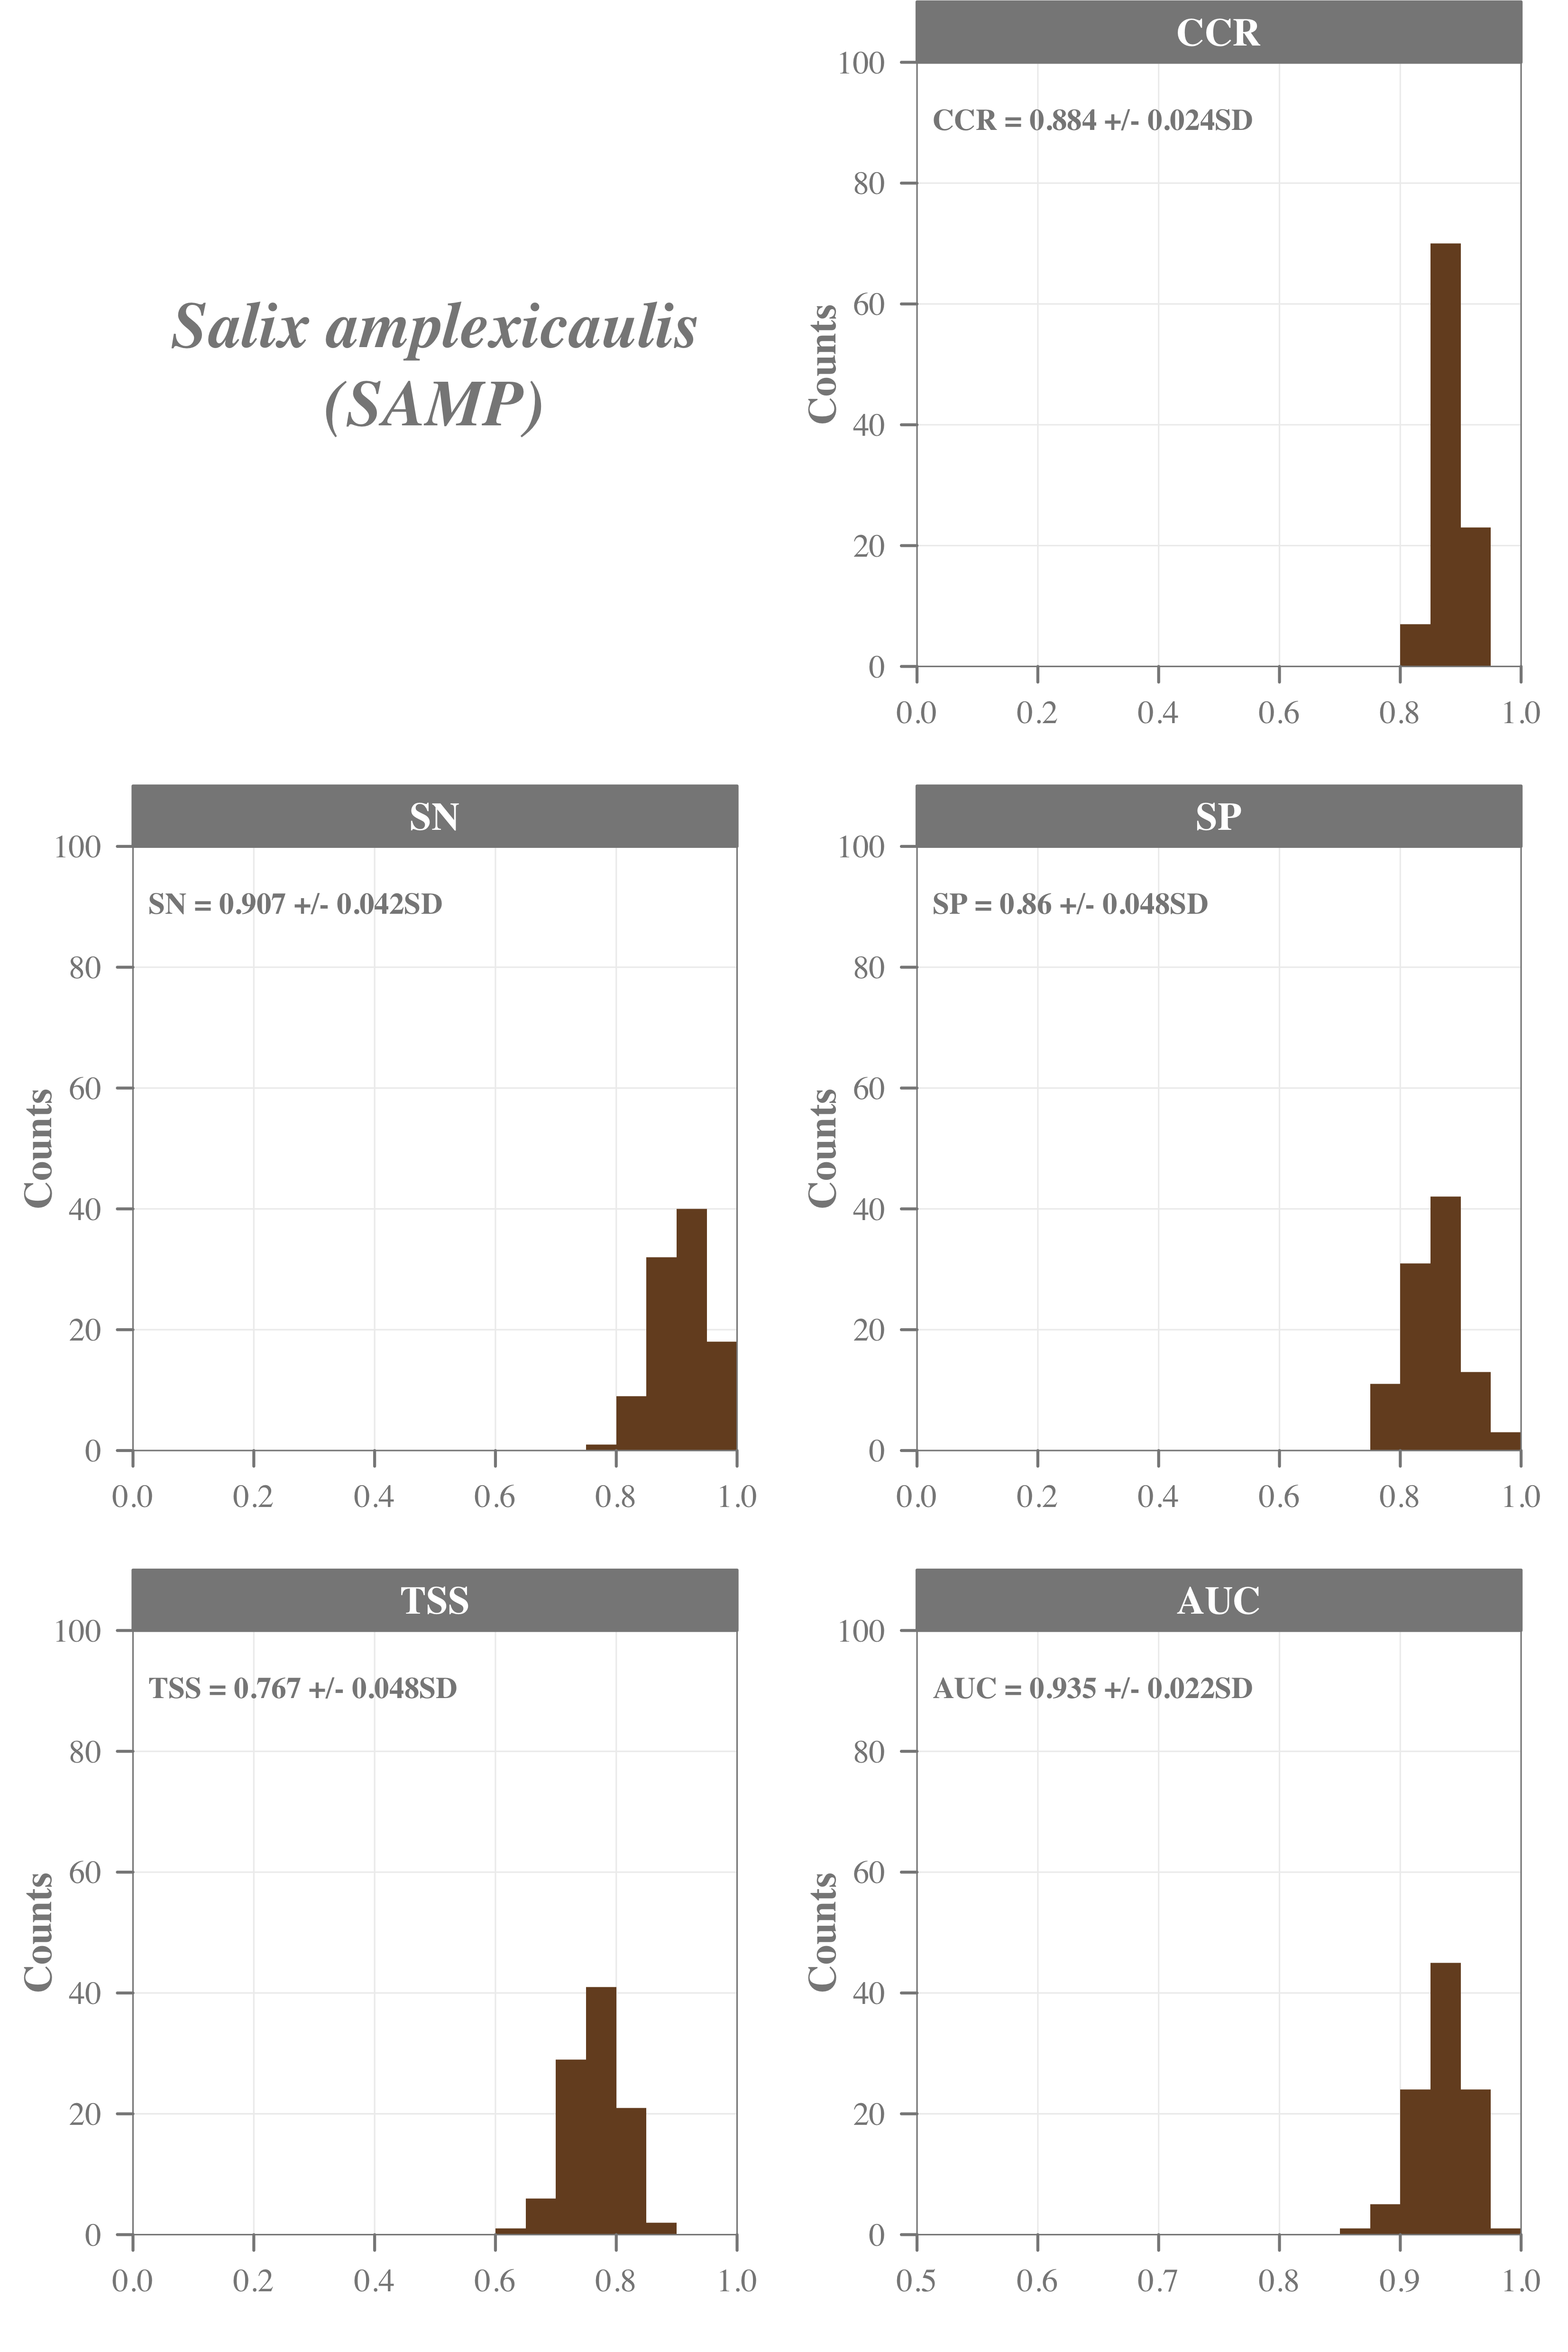 Salix amplexicaulis
(SAMP)
CCR
CCR = 0.884 +/- 0.024SD
Counts
100
80
60
40
20
0
0.0 0.2 0.4 0.6 0.8 1.0
SN
SN = 0.907 +/- 0.042SD
Counts
100
80
60
40
20
0
0.0 0.2 0.4 0.6 0.8 1.0
SP
SP = 0.86 +/- 0.048SD
Counts
100
80
60
40
20
0
0.0 0.2 0.4 0.6 0.8 1.0
TSS
TSS = 0.767 +/- 0.048SD
Counts
100
80
60
40
20
0
0.0 0.2 0.4 0.6 0.8 1.0
AUC
AUC = 0.935 +/- 0.022SD
Counts
100
80
60
40
20
0
0.5 0.6 0.7 0.8 0.9 1.0